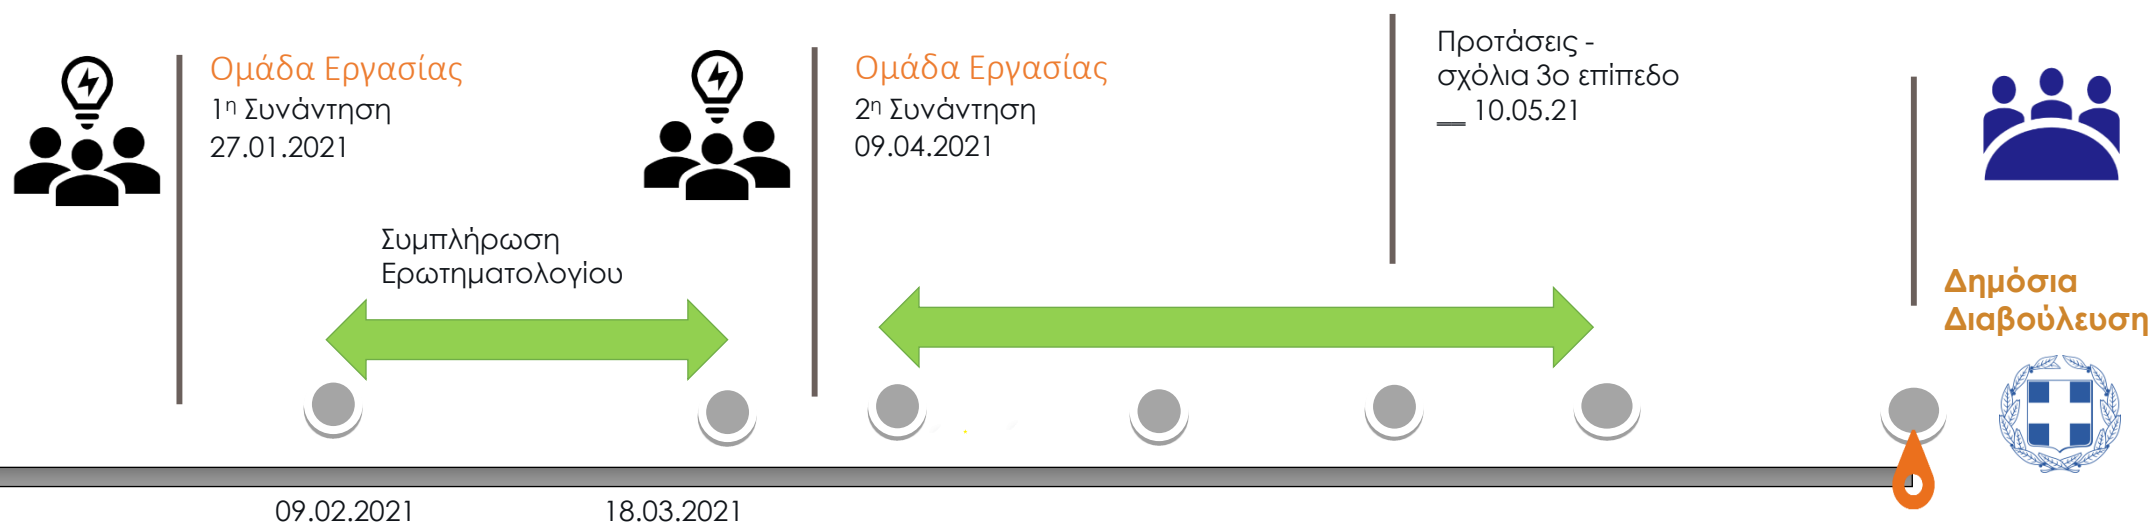 Ομάδα Εργασίας
1η Συνάντηση
27.01.2021
Συμπλήρωση
Ερωτηματολογίου
Ομάδα Εργασίας
2η Συνάντηση
09.04.2021
Προτάσεις -
σχόλια 3ο επίπεδο
__ 10.05.21
Δημόσια
Διαβούλευση
09.02.2021
18.03.2021